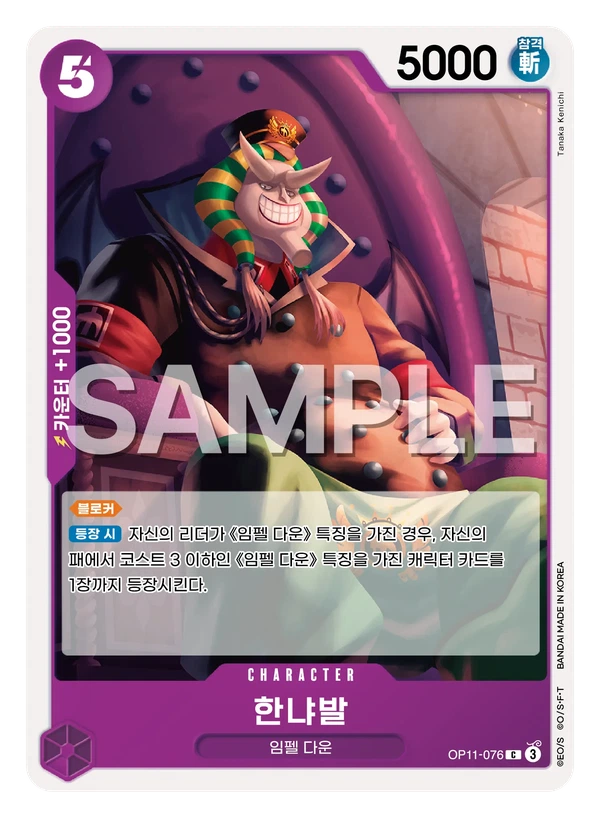 5
5000
참격
斬
Tanaka Kenichi
카운터 +1000
SAMPLE
블로커
등장 시 자신의 리더가 《임펠 다운》 특징을 가진 경우, 자신의
패에서 코스트 3 이하인 《임펠 다운》 특징을 가진 캐릭터 카드를
1장까지 등장시킨다.
CHARACTER
한냐발
임펠 다운
OP11-076 C 3
©EO/S ©O/S·F·T BANDAI MADE IN KOREA